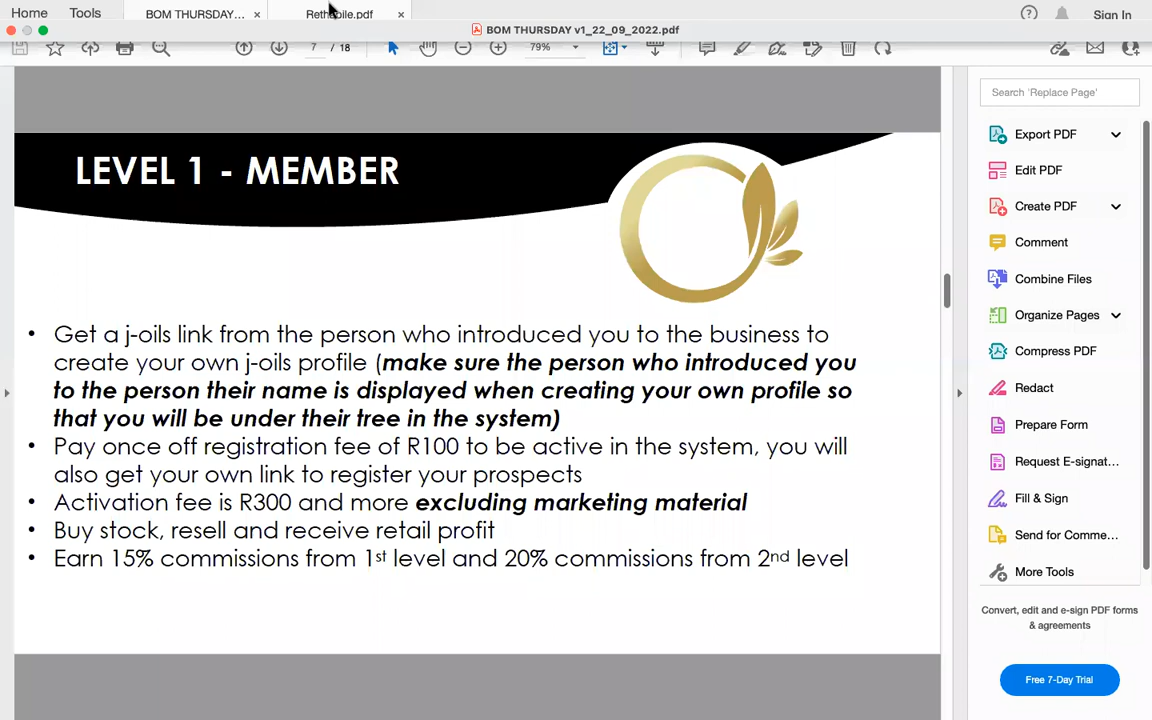 Home Tools BOM THURSDAY... × Reth bile.pdf × Sign In
BOM THURSDAY v1_22_09_2022.pdf
7 / 18 79%
LEVEL 1 - MEMBER
• Get a j-oils link from the person who introduced you to the business to
create your own j-oils profile (make sure the person who introduced you
to the person their name is displayed when creating your own profile so
that you will be under their tree in the system)
• Pay once off registration fee of R100 to be active in the system, you will
also get your own link to register your prospects
• Activation fee is R300 and more excluding marketing material
• Buy stock, resell and receive retail profit
• Earn 15% commissions from 1st level and 20% commissions from 2nd level
Search 'Replace Page'
Export PDF
Edit PDF
Create PDF
Comment
Combine Files
Organize Pages
Compress PDF
Redact
Prepare Form
Request E-signat...
Fill & Sign
Send for Comme...
More Tools
Convert, edit and e-sign PDF forms
& agreements
Free 7-Day Trial